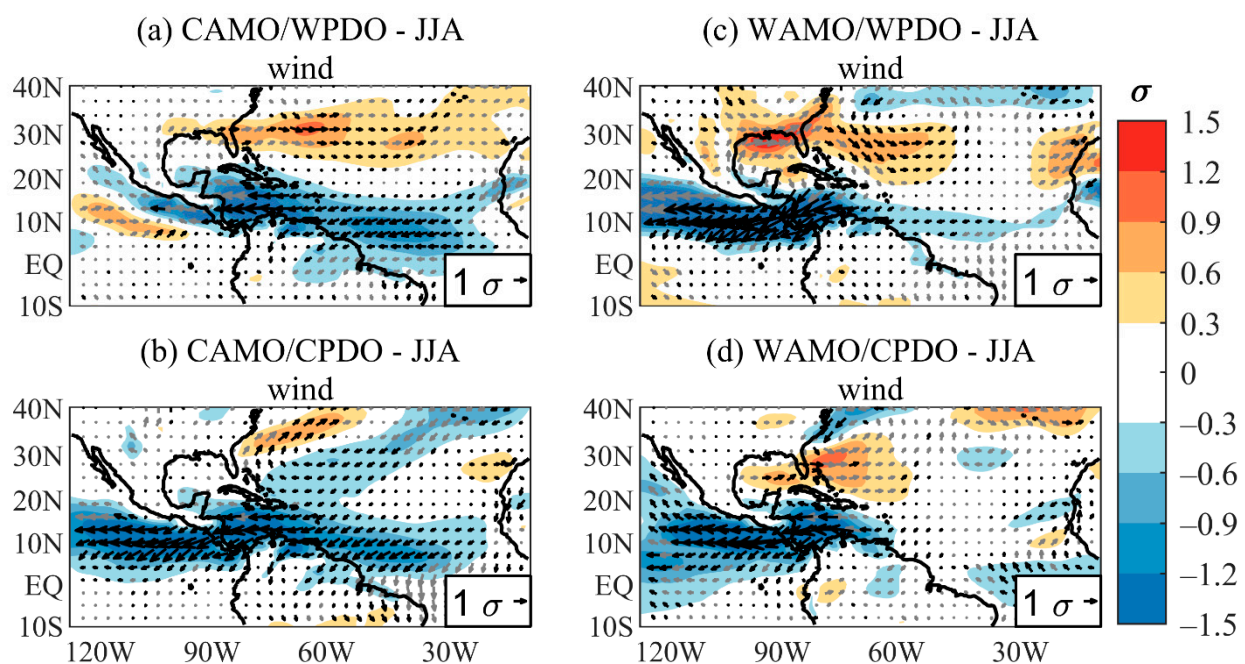 (a) CAMO/WPDO - JJA
wind
40N
30N
20N
10N
EQ
10S
1 σ
(c) WAMO/WPDO - JJA
wind
40N
30N
20N
10N
EQ
10S
1 σ
(b) CAMO/CPDO - JJA
wind
40N
30N
20N
10N
EQ
10S
120W 90W 60W 30W
1 σ
(d) WAMO/CPDO - JJA
wind
40N
30N
20N
10N
EQ
10S
120W 90W 60W 30W
1 σ
σ
1.5
1.2
0.9
0.6
0.3
0
−0.3
−0.6
−0.9
−1.2
−1.5